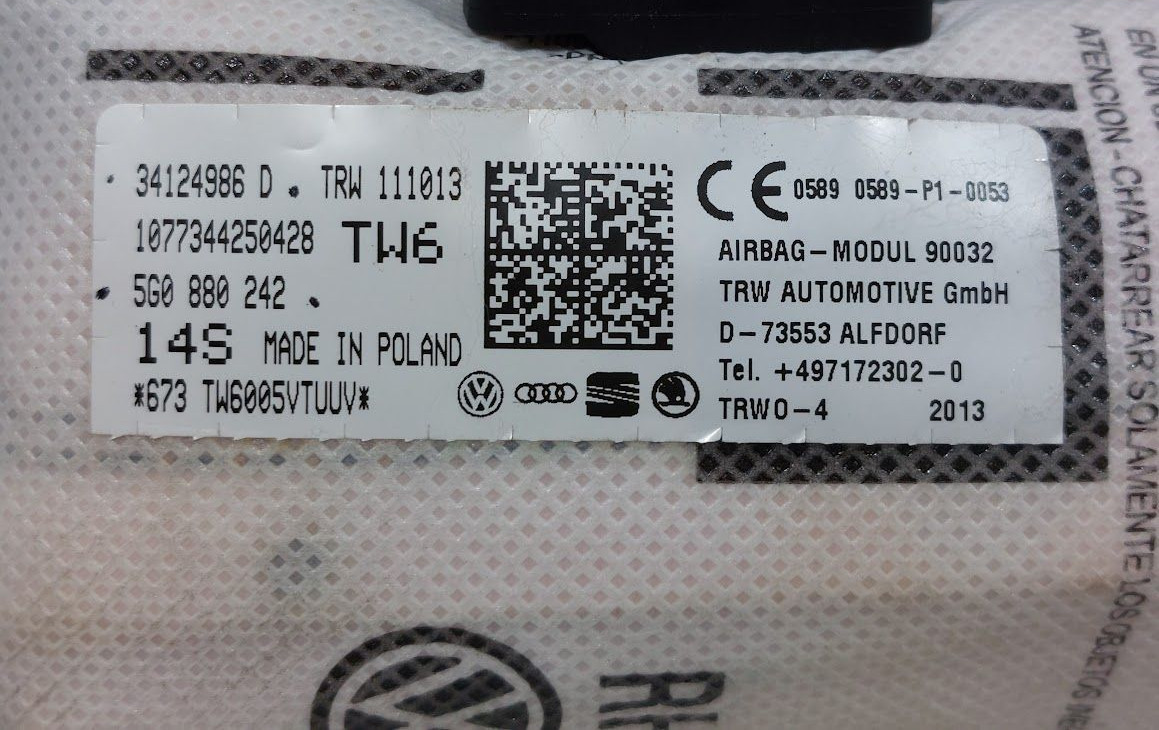 34124986 D TRW 111013
1077344250428 TW6
5G0 880 242
14S MADE IN POLAND
*673 TW6005VTUUV*
CE 0589 0589-P1-0053
AIRBAG-MODUL 90032
TRW AUTOMOTIVE GmbH
D-73553 ALFDORF
Tel. +497172302-0
TRWO-4 2013
EN UN
ATENCION-CHATARREAR SOLAMENTE LOS OBJETOS